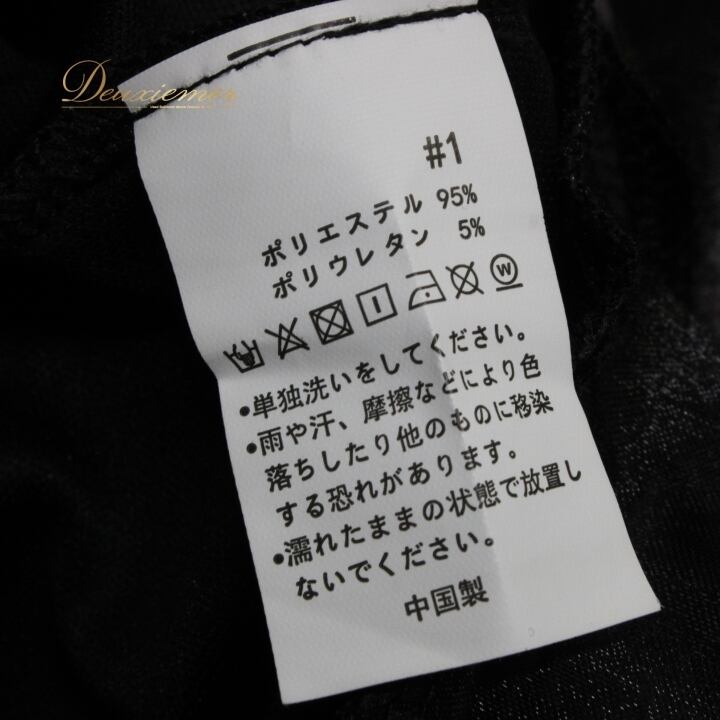 Deuxiemor
#1
ポリエステル 95%
ポリウレタン 5%
W
•単独洗いをしてください。
•雨や汗、摩擦などにより色
落ちしたり他のものに移染
する恐れがあります。
•濡れたままの状態で放置し
ないでください。
中国製